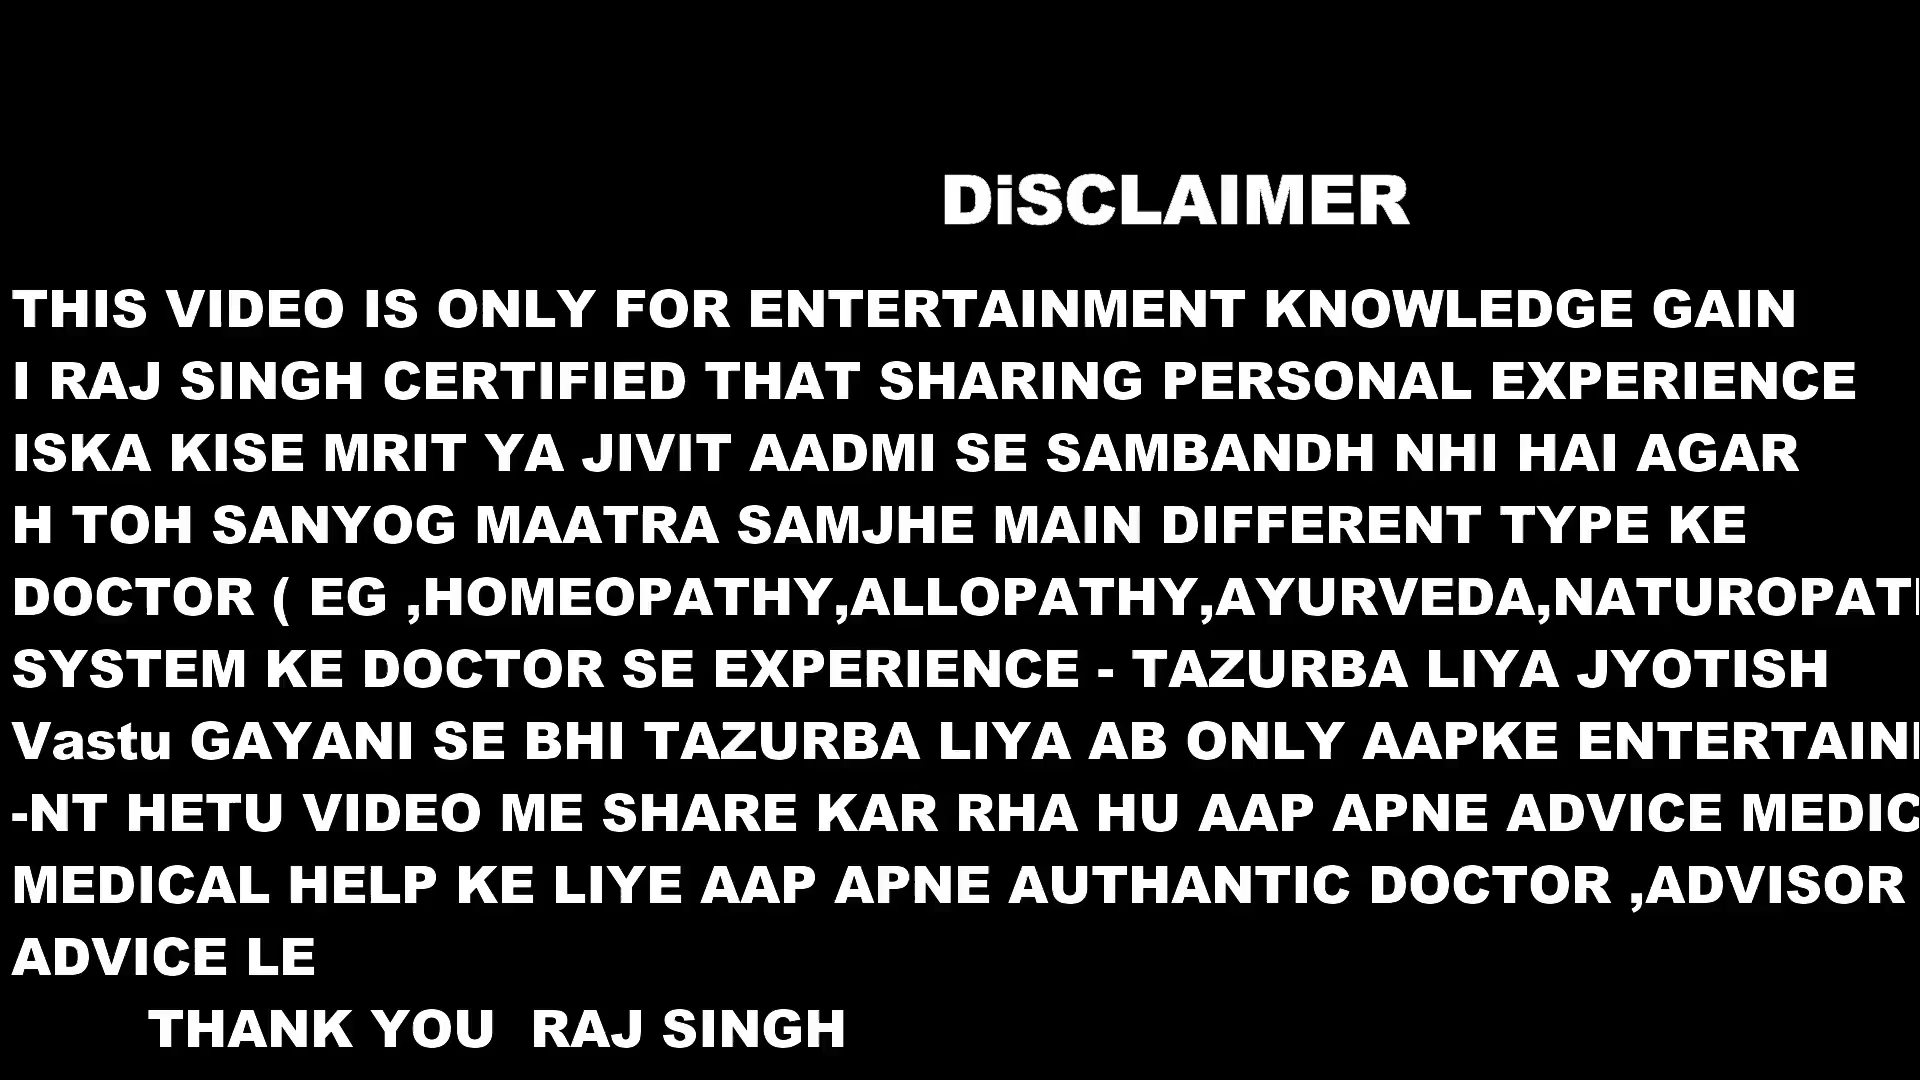 DiSCLAIMER
THIS VIDEO IS ONLY FOR ENTERTAINMENT KNOWLEDGE GAIN
I RAJ SINGH CERTIFIED THAT SHARING PERSONAL EXPERIENCE
ISKA KISE MRIT YA JIVIT AADMI SE SAMBANDH NHI HAI AGAR
H TOH SANYOG MAATRA SAMJHE MAIN DIFFERENT TYPE KE
DOCTOR ( EG ,HOMEOPATHY,ALLOPATHY,AYURVEDA,
SYSTEM KE DOCTOR SE EXPERIENCE - TAZURBA LIYA JYOTISH
Vastu GAYANI SE BHI TAZURBA LIYA AB ONLY AAPKE
-NT HETU VIDEO ME SHARE KAR RHA HU AAP APNE ADVICE
MEDICAL HELP KE LIYE AAP APNE AUTHANTIC DOCTOR ,ADVISOR
ADVICE LE
THANK YOU RAJ SINGH